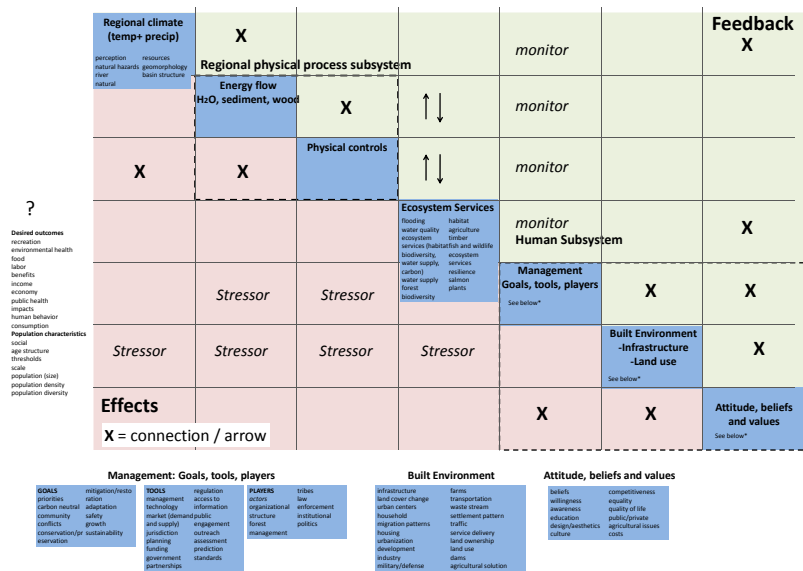 Regional climate
(temp+ precip)
perception resources
natural hazards geomorphology
river basin structure
natural
X
Feedback
X
monitor
Regional physical process subsystem
Energy flow
H₂O, sediment, wood
X
monitor
X
X
Physical controls
monitor
?
Desired outcomes
recreation
environmental health
food
labor
benefits
income
economy
public health
impacts
human behavior
consumption
Population characteristics
social
age structure
thresholds
scale
population (size)
population density
population diversity
Ecosystem Services
flooding habitat
water quality agriculture
ecosystem timber
services (habitat fish and wildlife
biodiversity, ecosystem
water supply, services
carbon) resilience
water supply salmon
forest plants
biodiversity
monitor
X
Human Subsystem
Stressor
Stressor
Management
Goals, tools, players
See below*
X
X
Stressor
Stressor
Stressor
Stressor
Built Environment
-Infrastructure
-Land use
See below*
X
Effects
X = connection / arrow
X
X
Attitude, beliefs
and values
See below*
Management: Goals, tools, players
GOALS mitigation/resto
priorities ration
carbon neutral adaptation
community safety
conflicts growth
conservation/pr sustainability
eservation
TOOLS regulation
management access to
technology information
market (demand public
and supply) engagement
jurisdiction outreach
planning assessment
funding prediction
government standards
partnerships
PLAYERS tribes
actors law
organizational enforcement
structure institutional
forest politics
management
Built Environment
infrastructure farms
land cover change transportation
urban centers waste stream
household settlement pattern
migration patterns traffic
housing service delivery
urbanization land ownership
development land use
industry dams
military/defense agricultural solution
Attitude, beliefs and values
beliefs competitiveness
willingness equality
awareness quality of life
education public/private
design/aesthetics agricultural issues
culture costs